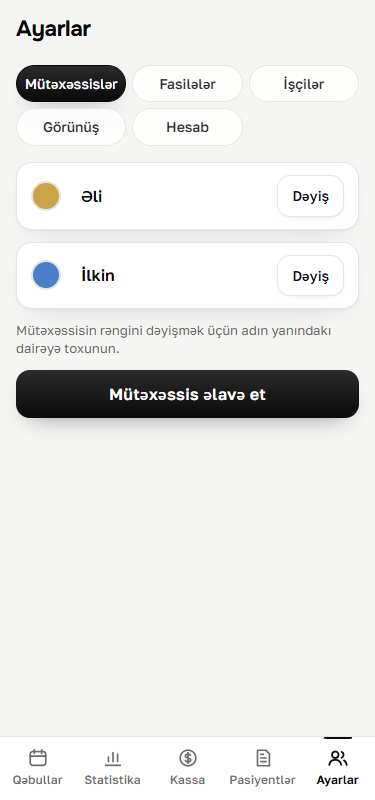 Ayarlar
Mütəxəssislər
Fasilələr
İşçilər
Görünüş
Hesab
Əli
Dəyiş
İlkin
Dəyiş
Mütəxəssisin rəngini dəyişmək üçün adın yanındakı
dairəyə toxunun.
Mütəxəssis əlavə et
Qəbullar
Statistika
Kassa
Pasiyentlər
Ayarlar